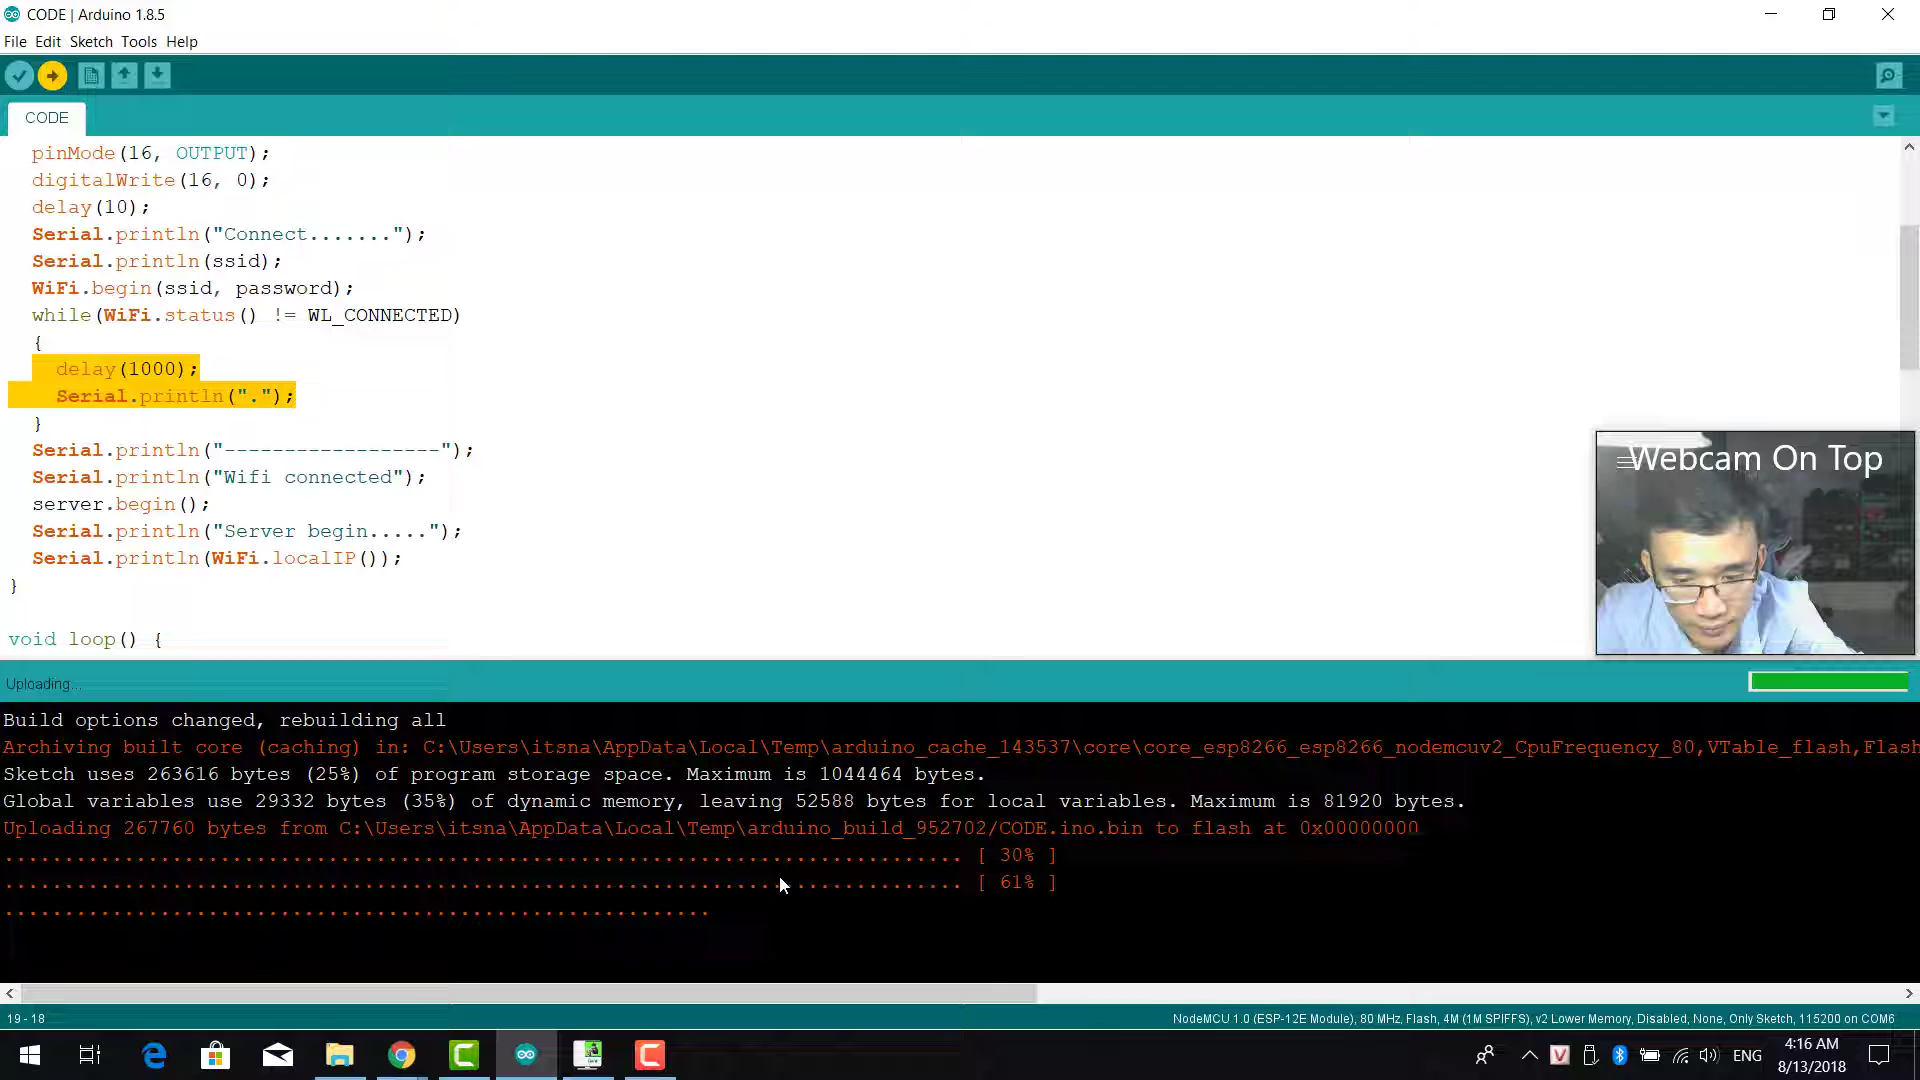 CODE | Arduino 1.8.5
File Edit Sketch Tools Help
CODE
pinMode(16, OUTPUT);
digitalWrite(16, 0);
delay(10);
Serial.println("Connect.......");
Serial.println(ssid);
WiFi.begin(ssid, password);
while(WiFi.status() != WL_CONNECTED)
{
delay(1000);
Serial.println(".");
}
Serial.println("------------------");
Serial.println("Wifi connected");
server.begin();
Serial.println("Server begin.....");
Serial.println(WiFi.localIP());
}
void loop() {
Webcam On Top
Uploading...
Build options changed, rebuilding all
Archiving built core (caching) in: C:\Users\itsna\AppData\Local\Temp\arduino_cache_143537\core\core_esp8266_esp8266_nodemcuv2_CpuFrequency_80,VTable_flash,Flash
Sketch uses 263616 bytes (25%) of program storage space. Maximum is 1044464 bytes.
Global variables use 29332 bytes (35%) of dynamic memory, leaving 52588 bytes for local variables. Maximum is 81920 bytes.
Uploading 267760 bytes from C:\Users\itsna\AppData\Local\Temp\arduino_build_952702/CODE.ino.bin to flash at 0x00000000
................................................................................ [ 30% ]
................................................................................ [ 61% ]
...........................................................
19 - 18
NodeMCU 1.0 (ESP-12E Module), 80 MHz, Flash, 4M (1M SPIFFS), v2 Lower Memory, Disabled, None, Only Sketch, 115200 on COM6
ENG
4:16 AM
8/13/2018